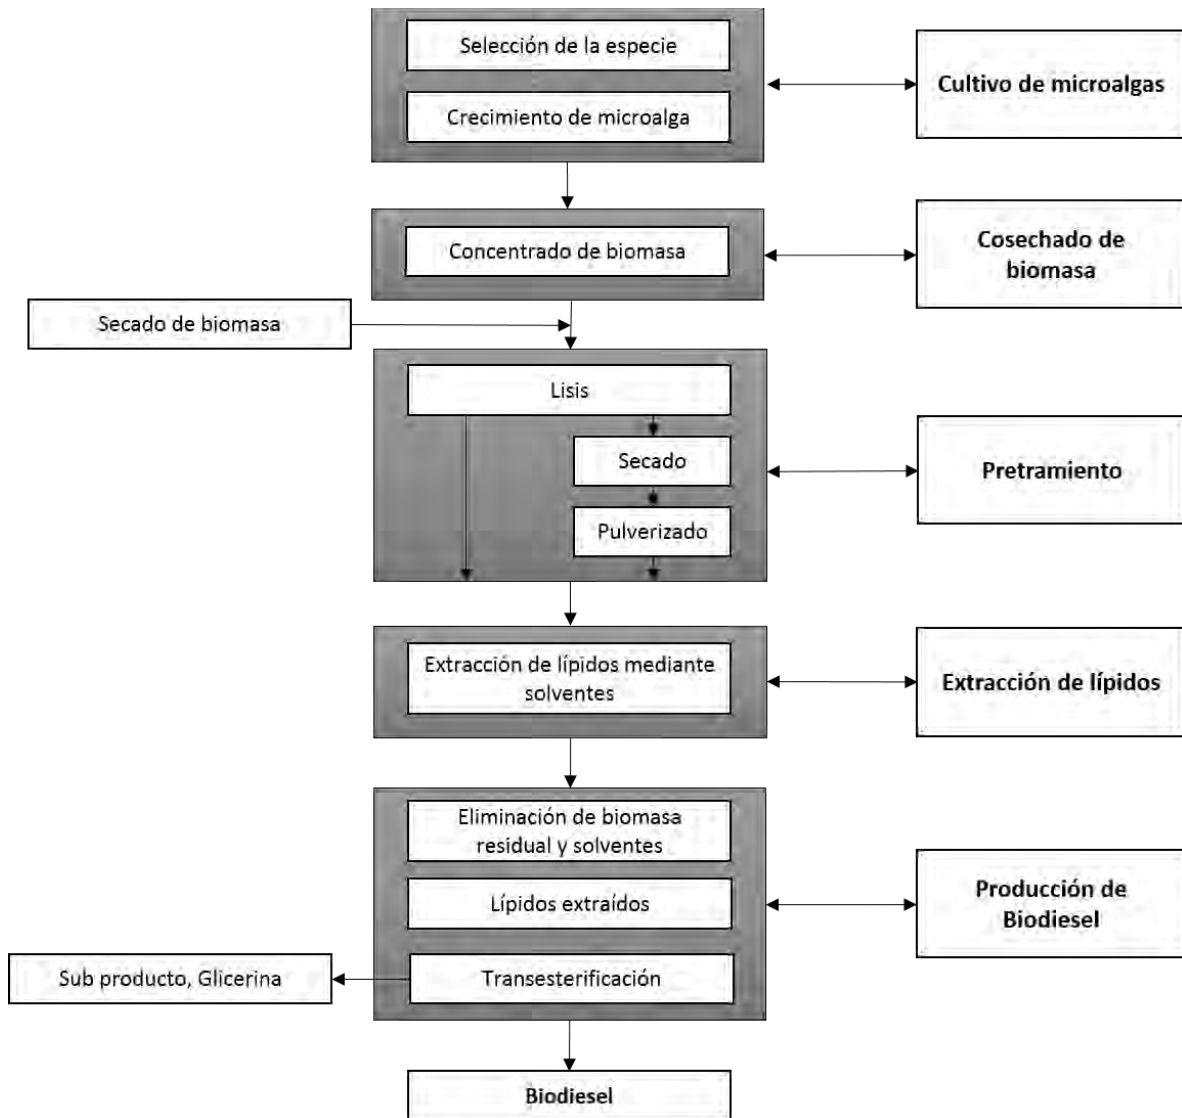 Selección de la especie
Crecimiento de microalga
Cultivo de microalgas
Concentrado de biomasa
Cosechado de
biomasa
Secado de biomasa
Lisis
Secado
Pulverizado
Pretramiento
Extracción de lípidos mediante
solventes
Extracción de lípidos
Eliminación de biomasa
residual y solventes
Lípidos extraídos
Transesterificación
Producción de
Biodiesel
Sub producto, Glicerina
Biodiesel